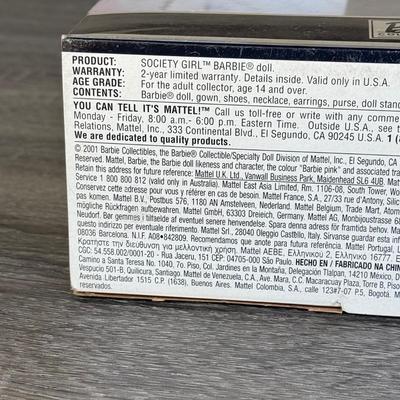 PRODUCT: SOCIETY GIRL™ BARBIE® doll.
WARRANTY: 2-year limited warranty. Details inside. Valid only in U.S.A.
AGE GRADE: For the adult collector, age 14 and over.
CONTENTS: Barbie® doll, gown, shoes, necklace, earrings, purse, doll stand
YOU CAN TELL IT'S MATTEL!™ Call us toll-free or write with any comme
Monday - Friday, 8:00 a.m.- 6:00 p.m. Eastern Time. Outside U.S.A., see t
Relations, Mattel, Inc., 333 Continental Blvd., El Segundo, CA 90245 U.S.A. 1 (
We are dedicated to quality products.
© 2001 Barbie Collectibles, the Barbie® Collectible/Specialty Doll Division of Mattel, Inc., El Segundo, CA
Reserved. Mattel, Barbie, the Barbie doll likeness and character, the colour "Barbie pink" and associated tra
Retain this address for future reference: Mattel U.K. Ltd., Vanwall Business Park, Maidenhead SL6 4UB. Matte
Service 1 800 800 812 (valid only in Australia). Mattel East Asia Limited, Rm. 1106-08, South Tower, Wor
Conservez cette adresse pour vous y référer en cas de besoin: Mattel France, S.A., 27/33 rue d'Antony, Silic
pas komen. Mattel B.V., Postbus 576, 1180 AN Amstelveen, Nederland. Mattel Belgium, Trade Mart, Atomi
möglichen Rückfragen aufbewahren. Mattel GmbH, 63303 Dreieich, Germany. Mattel AG, Monbijoustrasse 68
Neudorf. Bør gemmes i tilfælde af eventuel senere henvendelse. Spara denna adress för framtida behov. Mat
questo indirizzo per eventuale riferimento. Mattel Srl, 28040 Oleggio Castello, Italy. Sírvanse guardar esta d
08036 Barcelona. N.I.F. A08-842809. Recomendamos que anote para futura referência. Mattel Portugal, L
Κρατήστε την διεύθυνση για μελλοντική χρήση. Mattel AEBE, Ελληνικού 2, Ελληνικό
CGC: 54.558.002/0001-20 - Rua Jaceru, 151 CEP: 04705-000 São Paulo. HECHO EN / FABRICADO NA CHIN
Camino a Santa Teresa No. 1040, 7o. Piso, Col. Jardines en la Montaña, Delegación Tlalpan, 14210 México, D
Vespucio 501-B, Quilicura, Santiago. Mattel de Venezuela, C.A., Ave. Mara, C.C. Macaracuay Plaza, Torre B, Piso
Avenida Libertador 1515 C.P. (1638), Buenos Aires. Mattel Colombia, S.A., calle 123#7-07 P.5, Bogotá. M